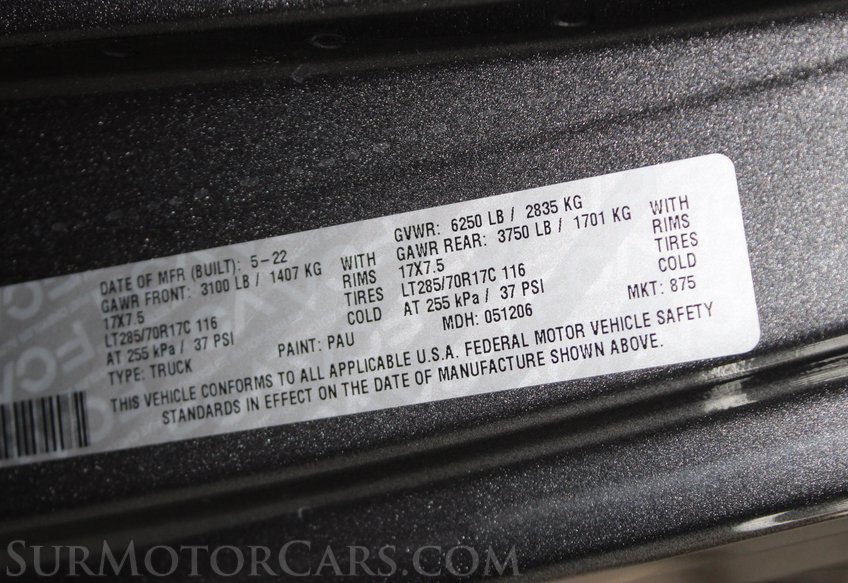 DATE OF MFR (BUILT): 5-22 GVWR: 6250 LB / 2835 KG
GAWR FRONT: 3100 LB / 1407 KG WITH GAWR REAR: 3750 LB / 1701 KG WITH
17X7.5 RIMS 17X7.5 RIMS
LT285/70R17C 116 TIRES LT285/70R17C 116 TIRES
AT 255 kPa / 37 PSI COLD AT 255 kPa / 37 PSI COLD
TYPE: TRUCK PAINT: PAU MDH: 051206 MKT: 875
THIS VEHICLE CONFORMS TO ALL APPLICABLE U.S.A. FEDERAL MOTOR VEHICLE SAFETY
STANDARDS IN EFFECT ON THE DATE OF MANUFACTURE SHOWN ABOVE.
SURMOTORCARS.COM